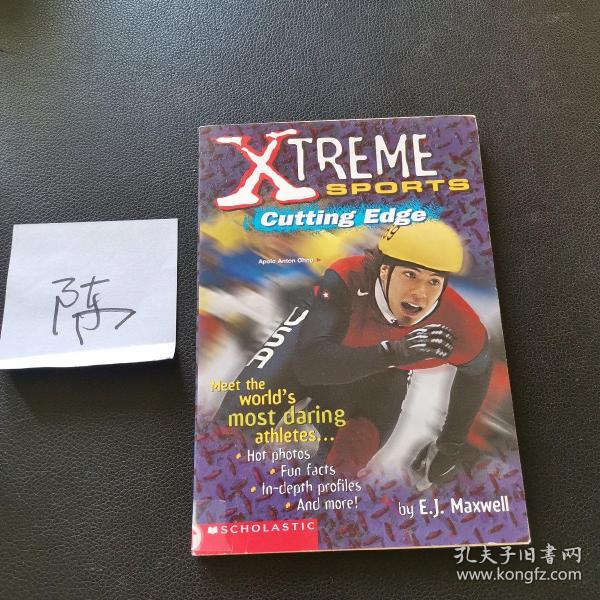 XTREME
SPORTS
Cutting Edge
Apolo Anton Ohno
USA
Meet the
world's
most daring
athletes...
• Hot photos
• Fun facts
• In-depth profiles
• And more!
by E.J. Maxwell
SCHOLASTIC
陈
孔夫子旧书网
www.kongfz.com